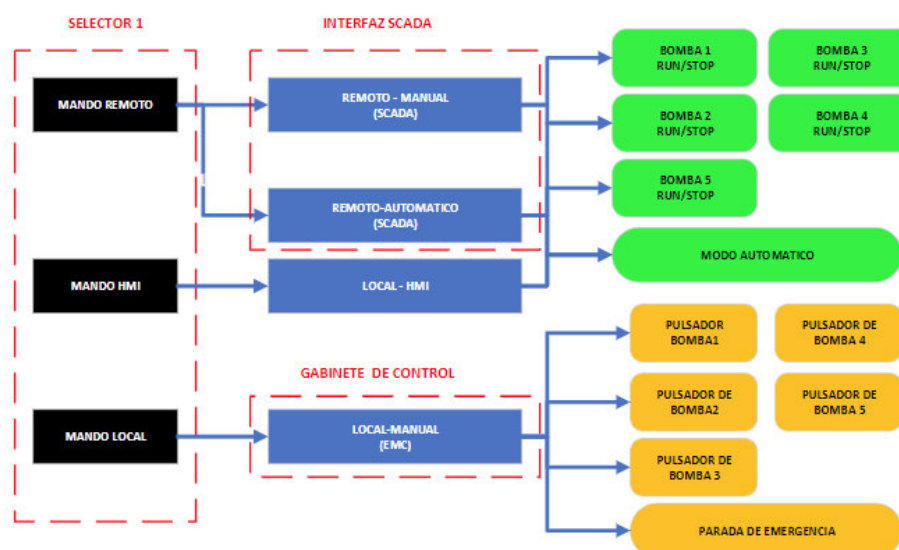 SELECTOR 1
INTERFAZ SCADA
MANDO REMOTO
REMOTO - MANUAL
(SCADA)
REMOTO-AUTOMATICO
(SCADA)
MANDO HMI
LOCAL - HMI
GABINETE DE CONTROL
MANDO LOCAL
LOCAL-MANUAL
(EMC)
BOMBA 1
RUN/STOP
BOMBA 3
RUN/STOP
BOMBA 2
RUN/STOP
BOMBA 4
RUN/STOP
BOMBA 5
RUN/STOP
MODO AUTOMATICO
PULSADOR
BOMBA1
PULSADOR DE
BOMBA 4
PULSADOR DE
BOMBA2
PULSADOR DE
BOMBA 5
PULSADOR DE
BOMBA 3
PARADA DE EMERGENCIA